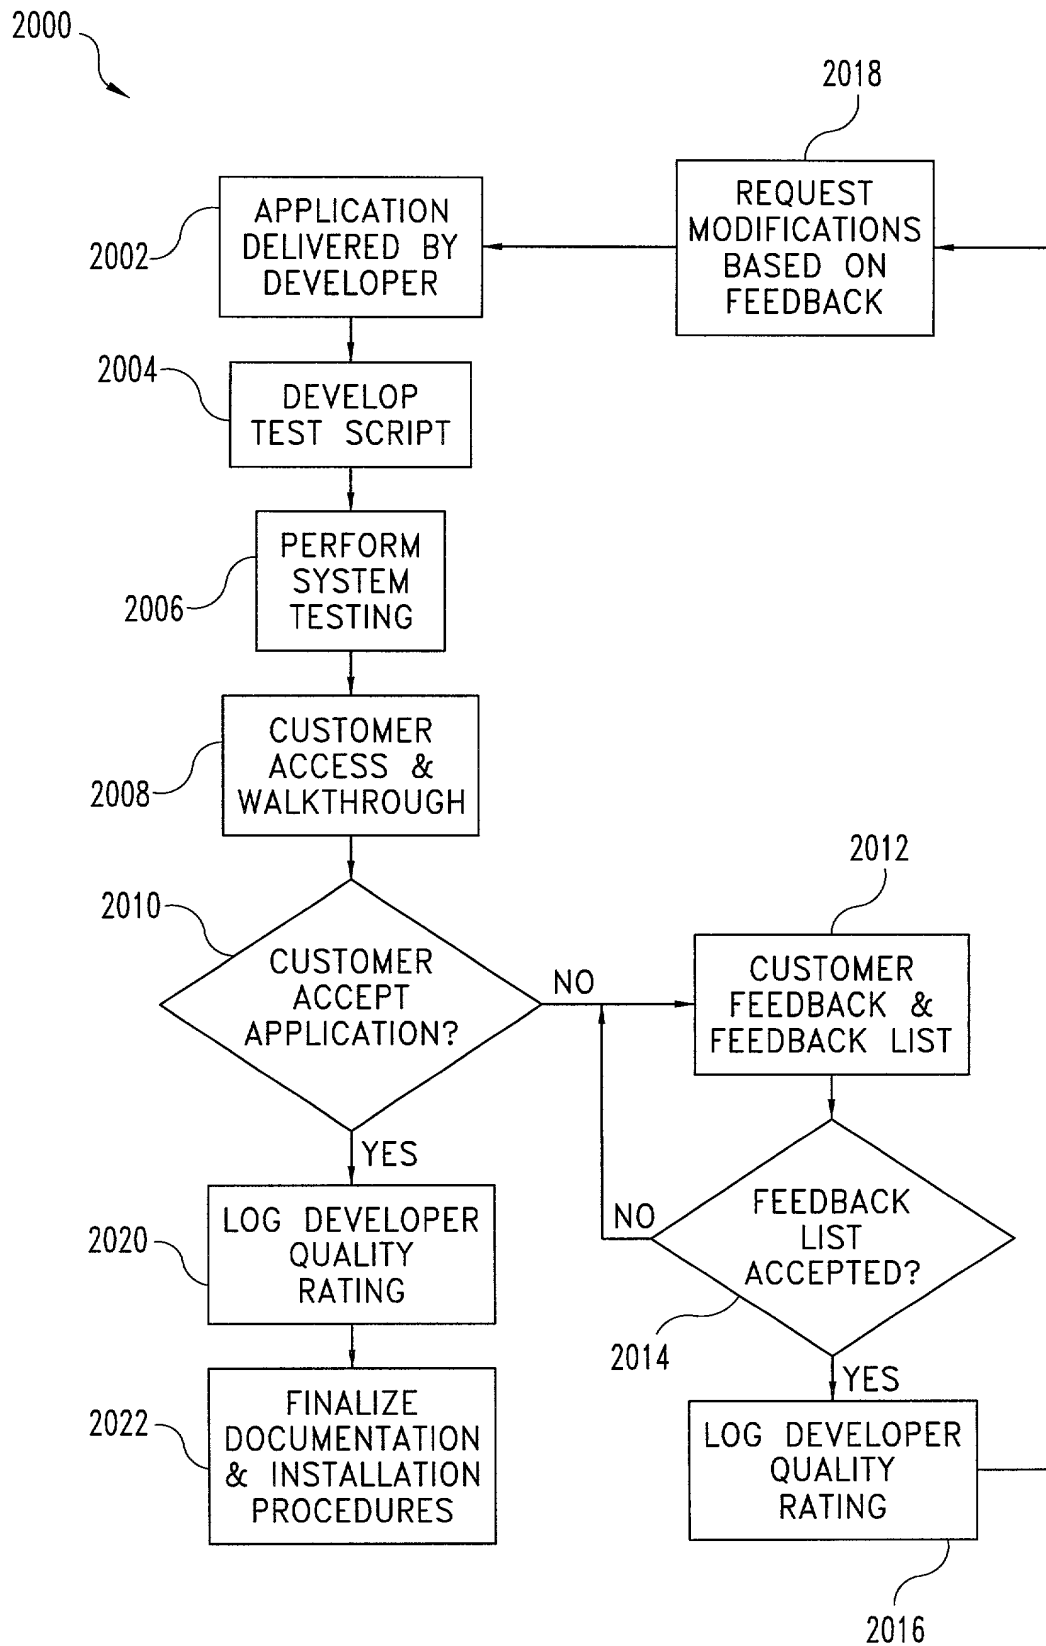 2000
2018
REQUEST
MODIFICATIONS
BASED ON
FEEDBACK
2002
APPLICATION
DELIVERED BY
DEVELOPER
2004
DEVELOP
TEST SCRIPT
2006
PERFORM
SYSTEM
TESTING
2008
CUSTOMER
ACCESS &
WALKTHROUGH
2010
CUSTOMER
ACCEPT
APPLICATION?
NO
2012
CUSTOMER
FEEDBACK &
FEEDBACK LIST
YES
NO
FEEDBACK
LIST
ACCEPTED?
2014
2020
LOG DEVELOPER
QUALITY
RATING
YES
2022
FINALIZE
DOCUMENTATION
& INSTALLATION
PROCEDURES
LOG DEVELOPER
QUALITY
RATING
2016